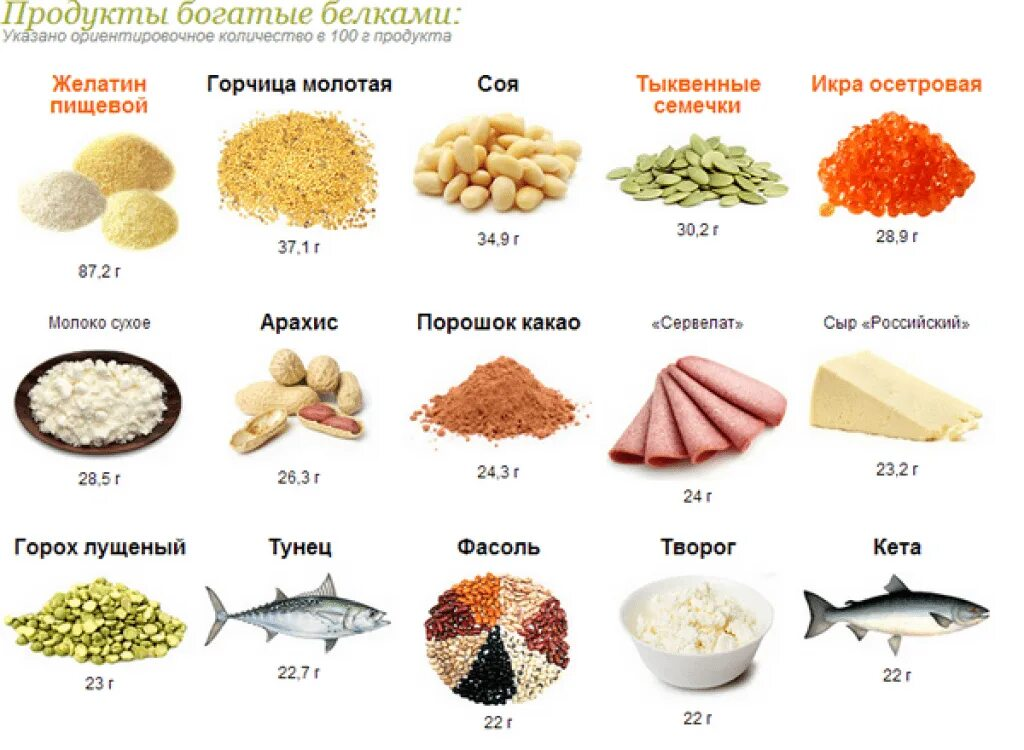 Продукты богатые белками:
Указано ориентировочное количество в 100 г продукта
Желатин
пищевой
87,2 г
Горчица молотая
37,1 г
Соя
34,9 г
Тыквенные
семечки
30,2 г
Икра осетровая
28,9 г
Молоко сухое
28,5 г
Арахис
26,3 г
Порошок какао
24,3 г
«Сервелат»
24 г
Сыр «Российский»
23,2 г
Горох лущеный
23 г
Тунец
22,7 г
Фасоль
22 г
Творог
22 г
Кета
22 г